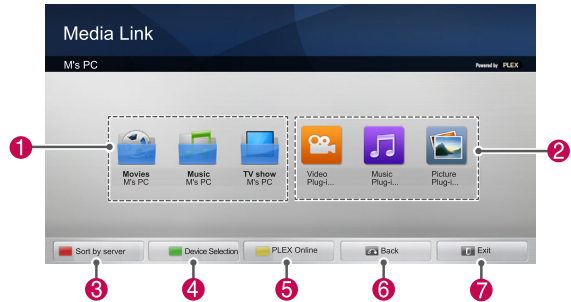 Media Link
M's PC
Powered by PLEX
1
2
Movies
M's PC
Music
M's PC
TV show
M's PC
Video
Plug-i...
Music
Plug-i...
Picture
Plug-i...
Sort by server
Device Selection
PLEX Online
Back
Exit
3
4
5
6
7